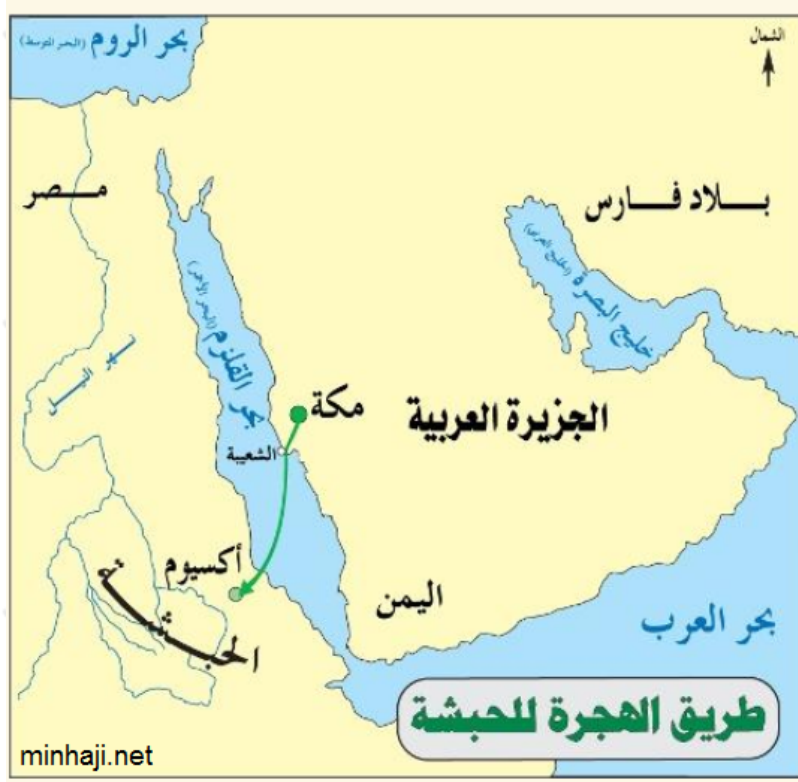 بحر الروم (البحر المتوسط)
الشمال
مصر
بلاد فارس
خليج البصرة (الخليج العربي)
بحر القلزم (البحر الأحمر)
نهر النيل
مكة
الجزيرة العربية
الشعيبة
أكسيوم
الحبشة
اليمن
بحر العرب
طريق الهجرة للحبشة
minhaji.net